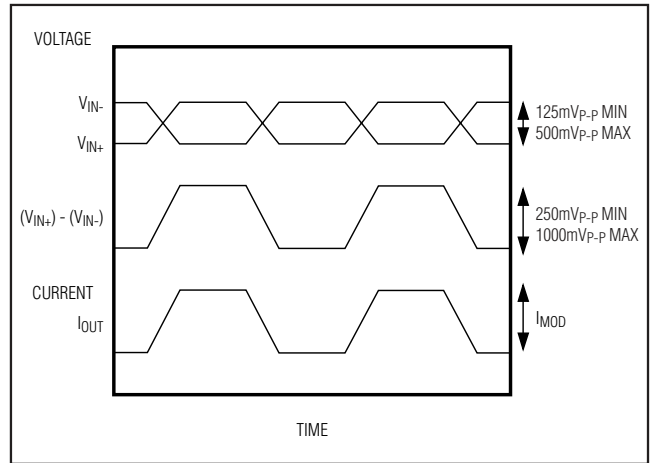 VOLTAGE
VIN-
VIN+
125mVP-P MIN
500mVP-P MAX
(VIN+) - (VIN-)
250mVP-P MIN
1000mVP-P MAX
CURRENT
IOUT
IMOD
TIME